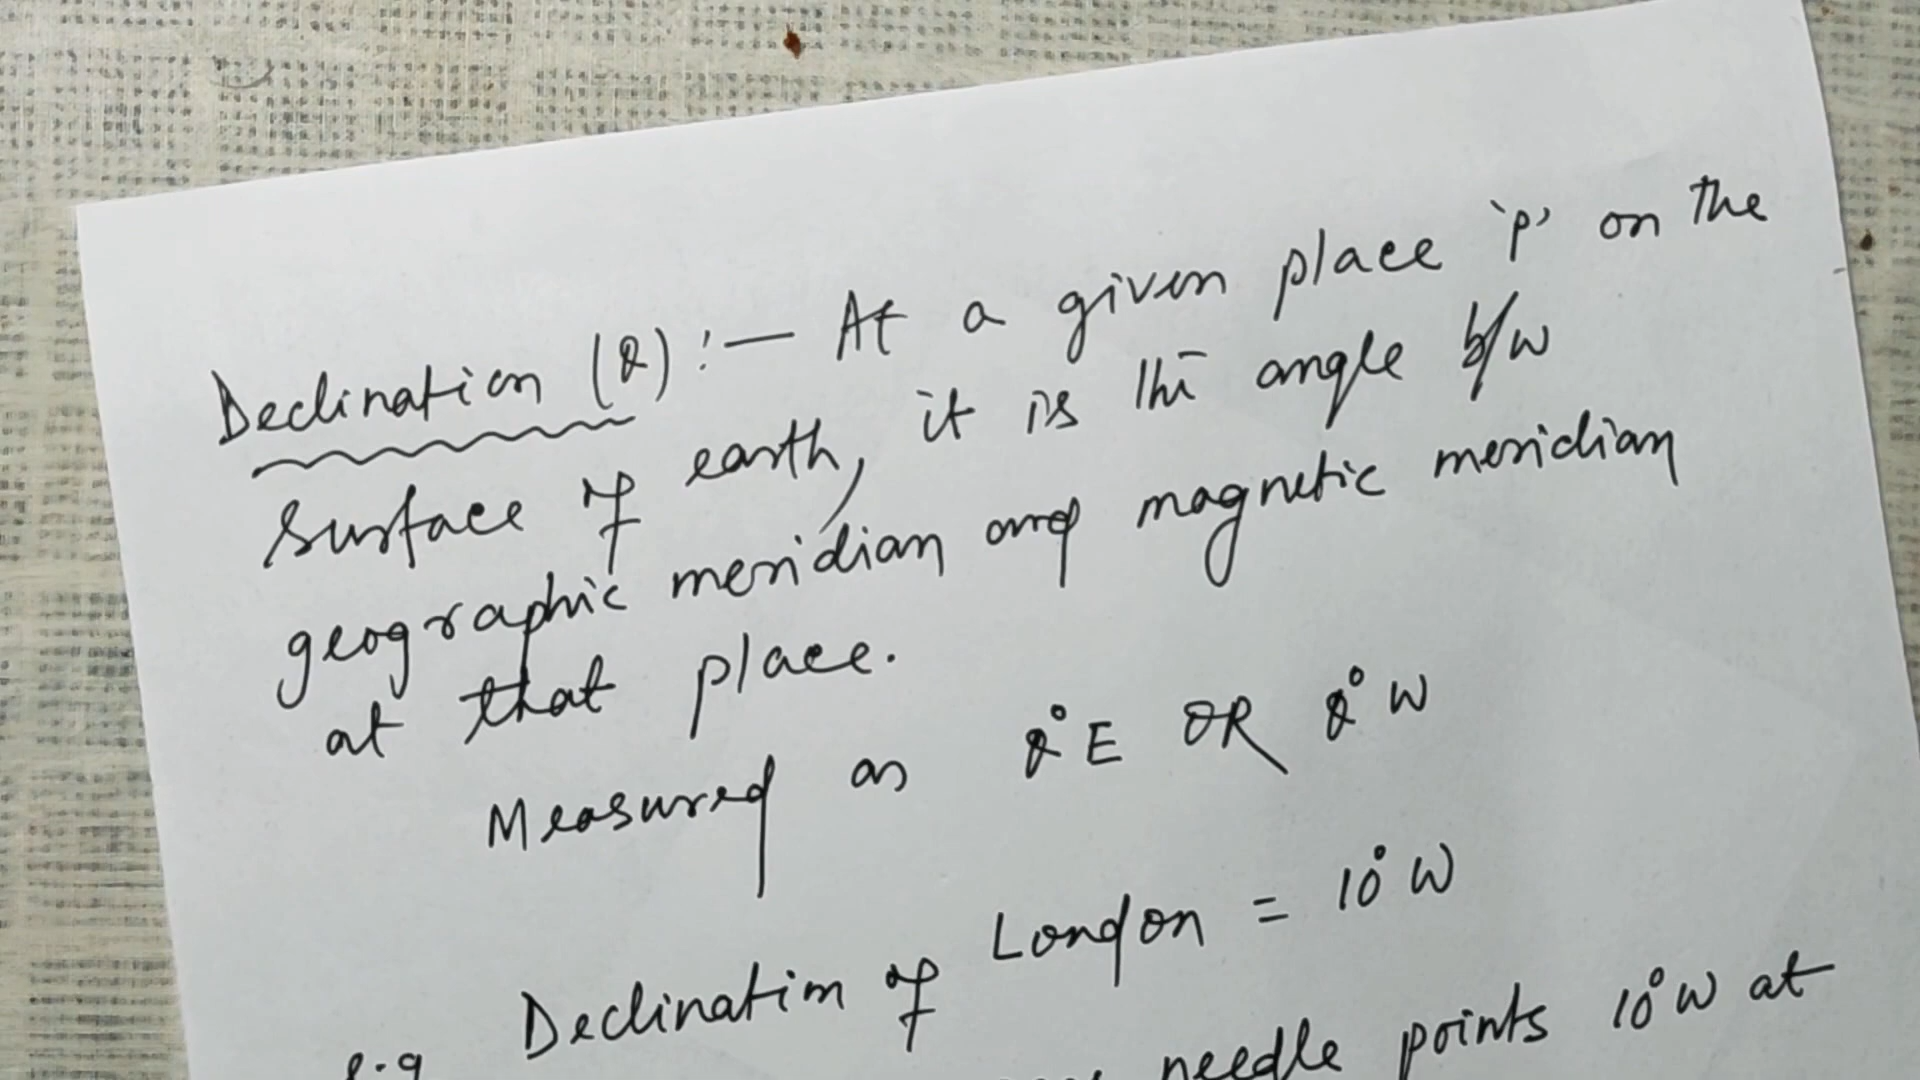 Declination (θ) :— At a given place 'P' on the
surface of earth, it is the angle b/w
geographic meridian and magnetic meridian
at that place.
Measured as θ° E OR θ° W
e.g Declination of London = 10° W
needle points 10° W at